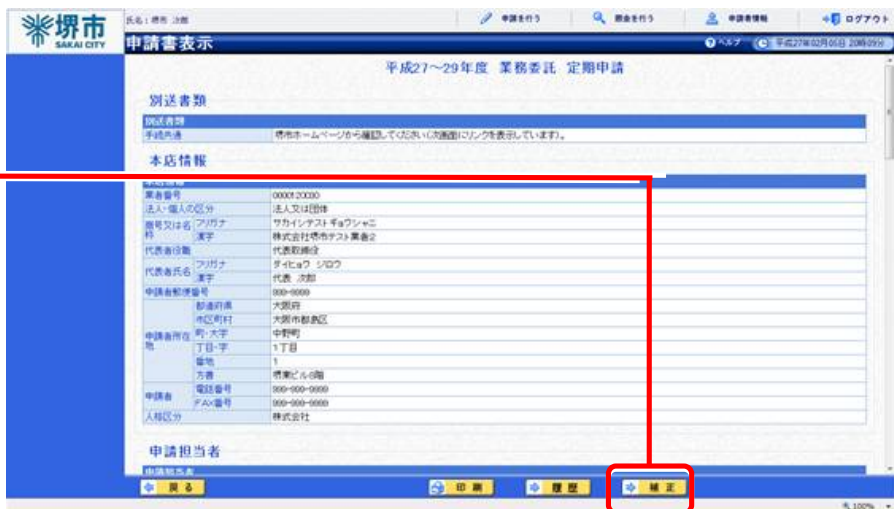 堺市
SAKAI CITY
氏名：堺市 次郎
申請を行う 照会を行う 申請者情報 ログアウト
申請書表示
ヘルプ 平成27年02月06日 20時09分
平成27～29年度 業務委託 定期申請
別送書類
別送書類
手続共通 堺市ホームページから確認してください（次画面にリンクを表示しています）。
本店情報
業者番号 0000120030
法人・個人の区分 法人又は団体
商号又は名称 フリガナ サカイシテスト ギョウシャニ
漢字 株式会社堺市テスト業者2
代表者役職 代表取締役
代表者氏名 フリガナ ダイヒョウ ジロウ
漢字 代表 次郎
申請者郵便番号 999-9999
申請者所在地 都道府県 大阪府
市区町村 大阪市都島区
町・大字 中野町
丁目・字 1丁目
番地 1
方書 堺東ビル6階
申請者 電話番号 999-999-9999
FAX番号 999-999-9999
人格区分 株式会社
申請担当者
申請担当者
戻る 印刷 履歴 補正
100%